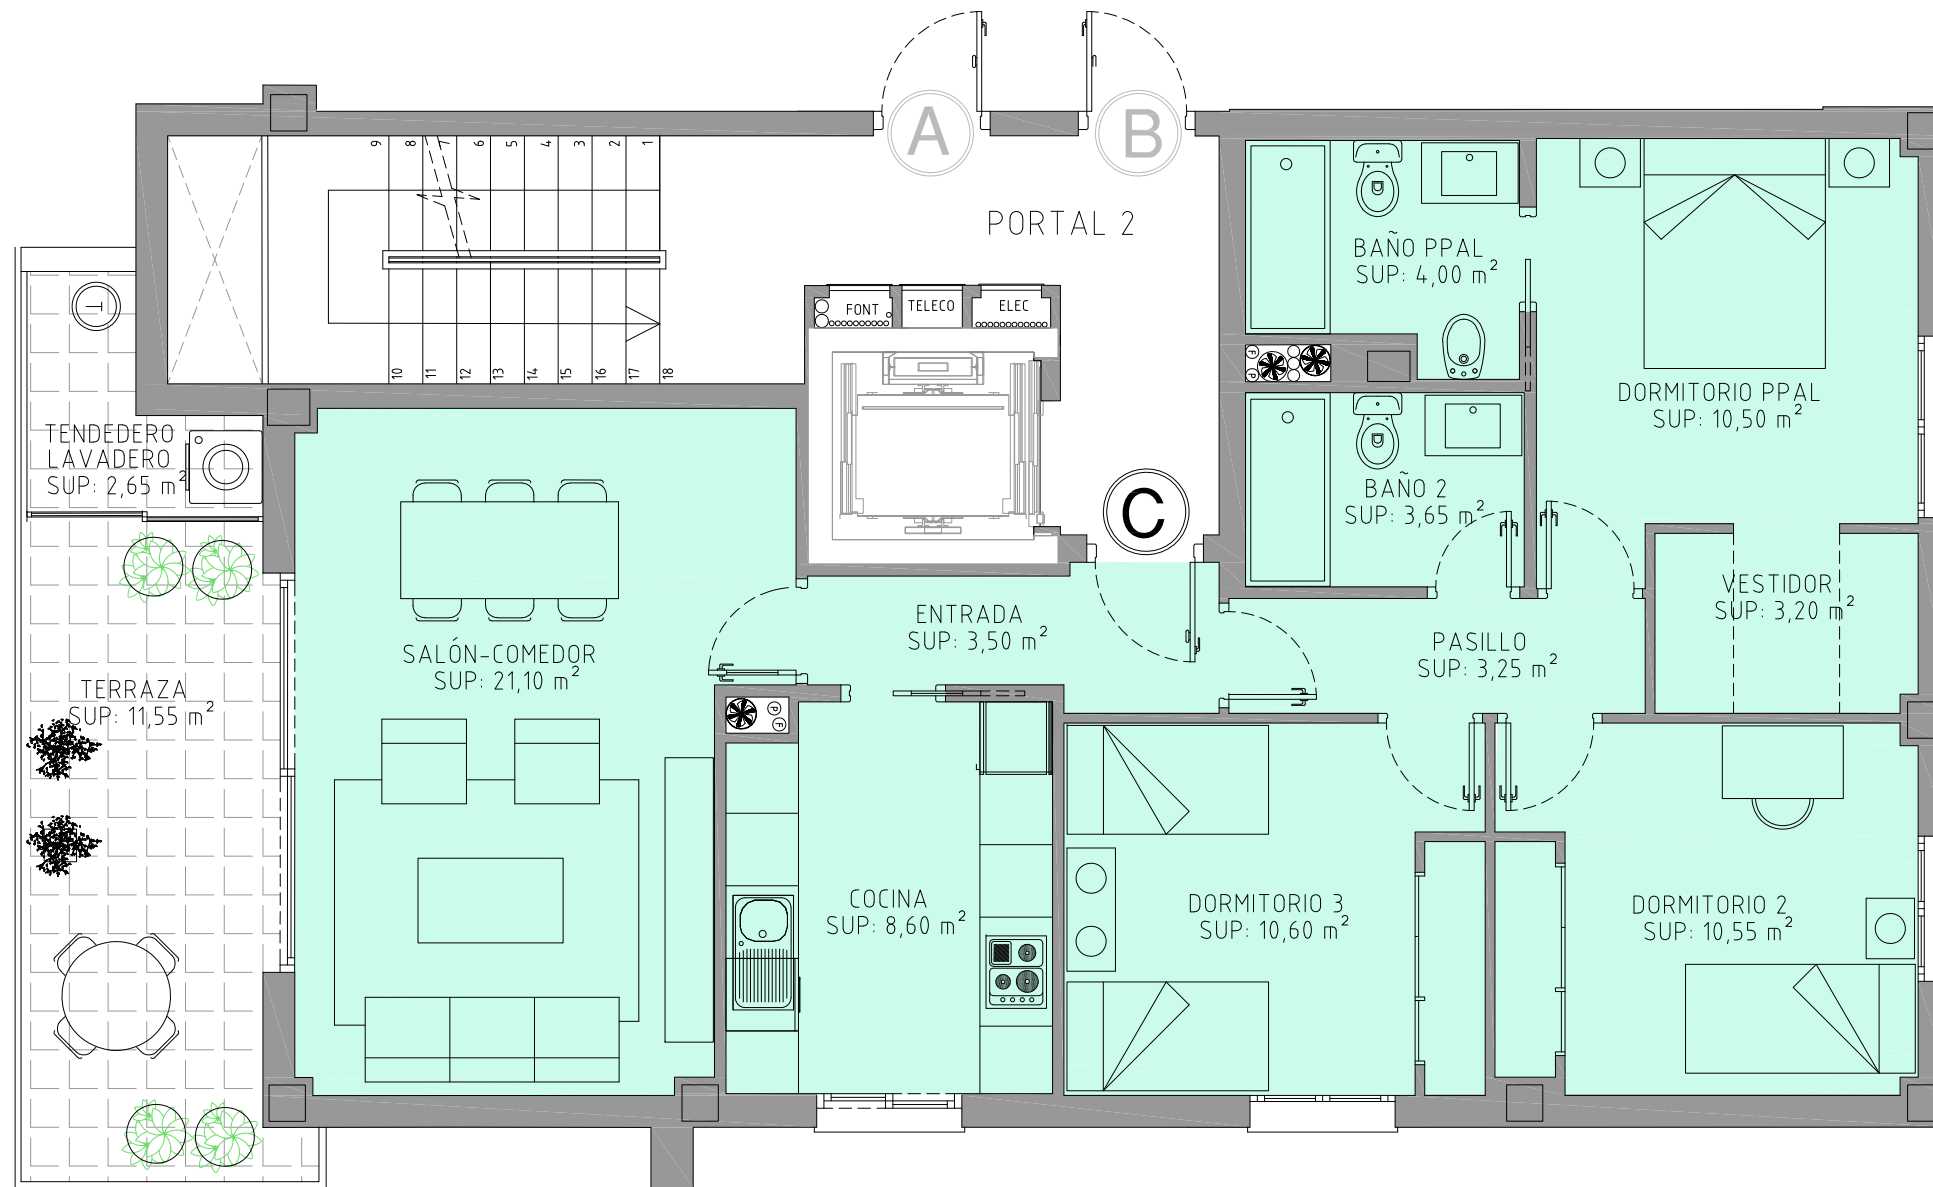 A
B
9
8
7
6
5
4
3
2
1
PORTAL 2
BAÑO PPAL
SUP: 4,00 m²
T
FONT
TELECO
ELEC
10
11
12
13
14
15
16
17
18
F
P
DORMITORIO PPAL
SUP: 10,50 m²
TENDEDERO
LAVADERO
SUP: 2,65 m²
C
BAÑO 2
SUP: 3,65 m²
VESTIDOR
SUP: 3,20 m²
ENTRADA
SUP: 3,50 m²
PASILLO
SUP: 3,25 m²
SALÓN-COMEDOR
SUP: 21,10 m²
TERRAZA
SUP: 11,55 m²
P
F
COCINA
SUP: 8,60 m²
DORMITORIO 3
SUP: 10,60 m²
DORMITORIO 2
SUP: 10,55 m²